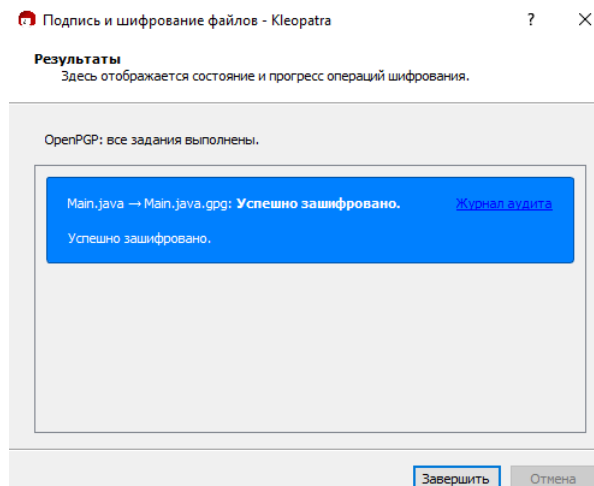 Подпись и шифрование файлов - Kleopatra
Результаты
Здесь отображается состояние и прогресс операций шифрования.
OpenPGP: все задания выполнены.
Main.java → Main.java.gpg: Успешно зашифровано. Журнал аудита
Успешно зашифровано.
Завершить Отмена